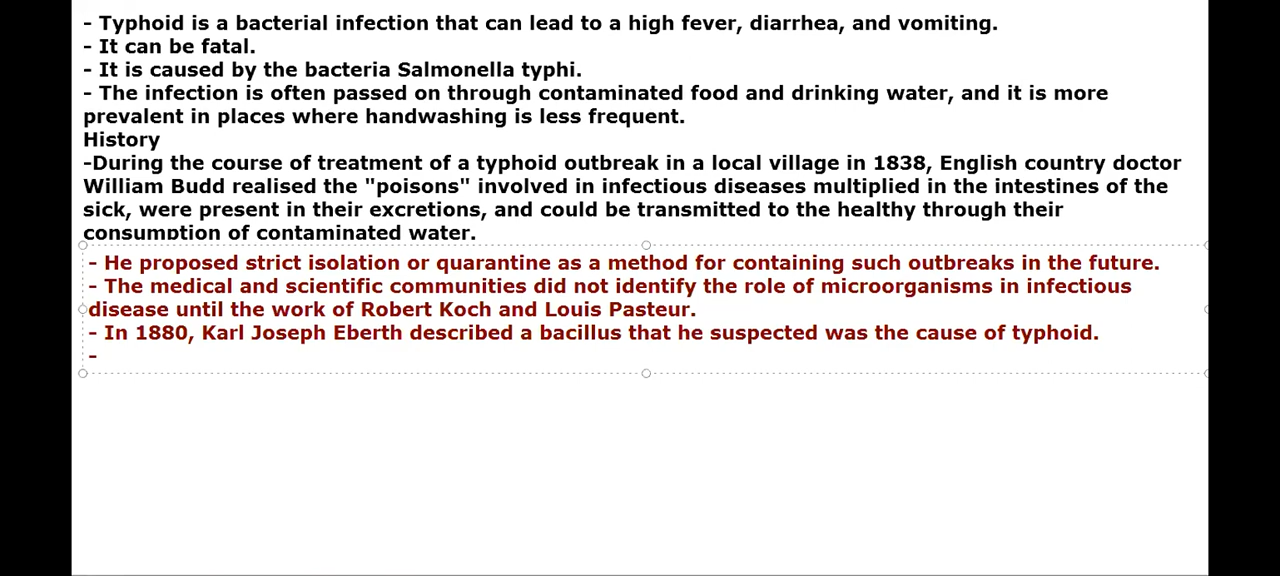 - Typhoid is a bacterial infection that can lead to a high fever, diarrhea, and vomiting.
- It can be fatal.
- It is caused by the bacteria Salmonella typhi.
- The infection is often passed on through contaminated food and drinking water, and it is more
prevalent in places where handwashing is less frequent.
History
-During the course of treatment of a typhoid outbreak in a local village in 1838, English country doctor
William Budd realised the "poisons" involved in infectious diseases multiplied in the intestines of the
sick, were present in their excretions, and could be transmitted to the healthy through their
consumption of contaminated water.
- He proposed strict isolation or quarantine as a method for containing such outbreaks in the future.
- The medical and scientific communities did not identify the role of microorganisms in infectious
disease until the work of Robert Koch and Louis Pasteur.
- In 1880, Karl Joseph Eberth described a bacillus that he suspected was the cause of typhoid.
-